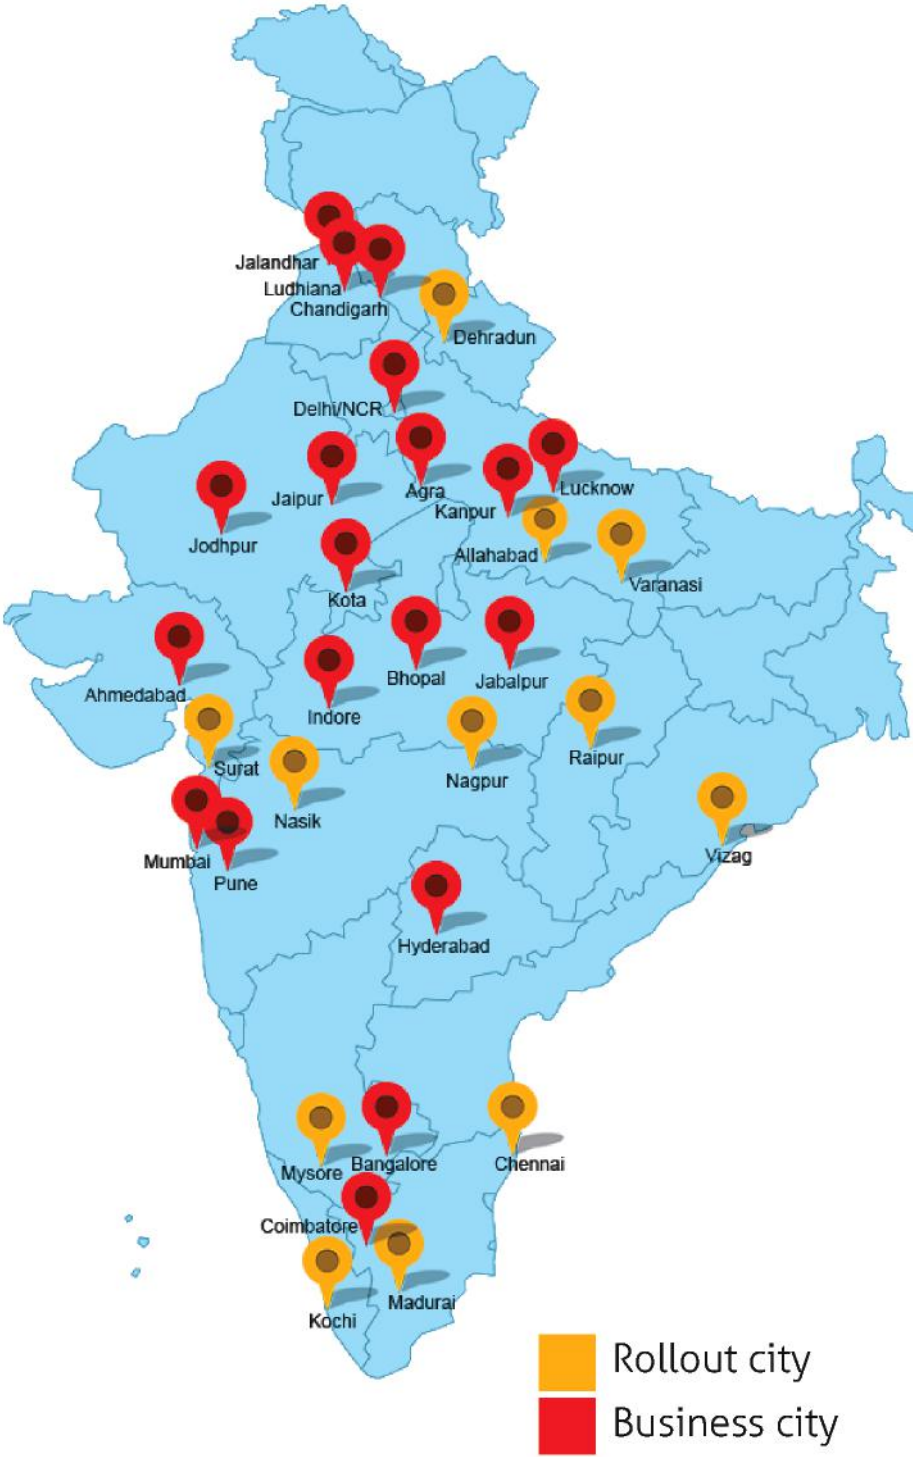 Jalandhar
Ludhiana
Chandigarh
Dehradun
Delhi/NCR
Agra
Lucknow
Jaipur
Kanpur
Jodhpur
Allahabad
Varanasi
Kota
Bhopal
Jabalpur
Ahmedabad
Indore
Surat
Raipur
Nagpur
Nasik
Mumbai
Vizag
Pune
Hyderabad
Bangalore
Chennai
Mysore
Coimbatore
Madurai
Kochi
Rollout city
Business city